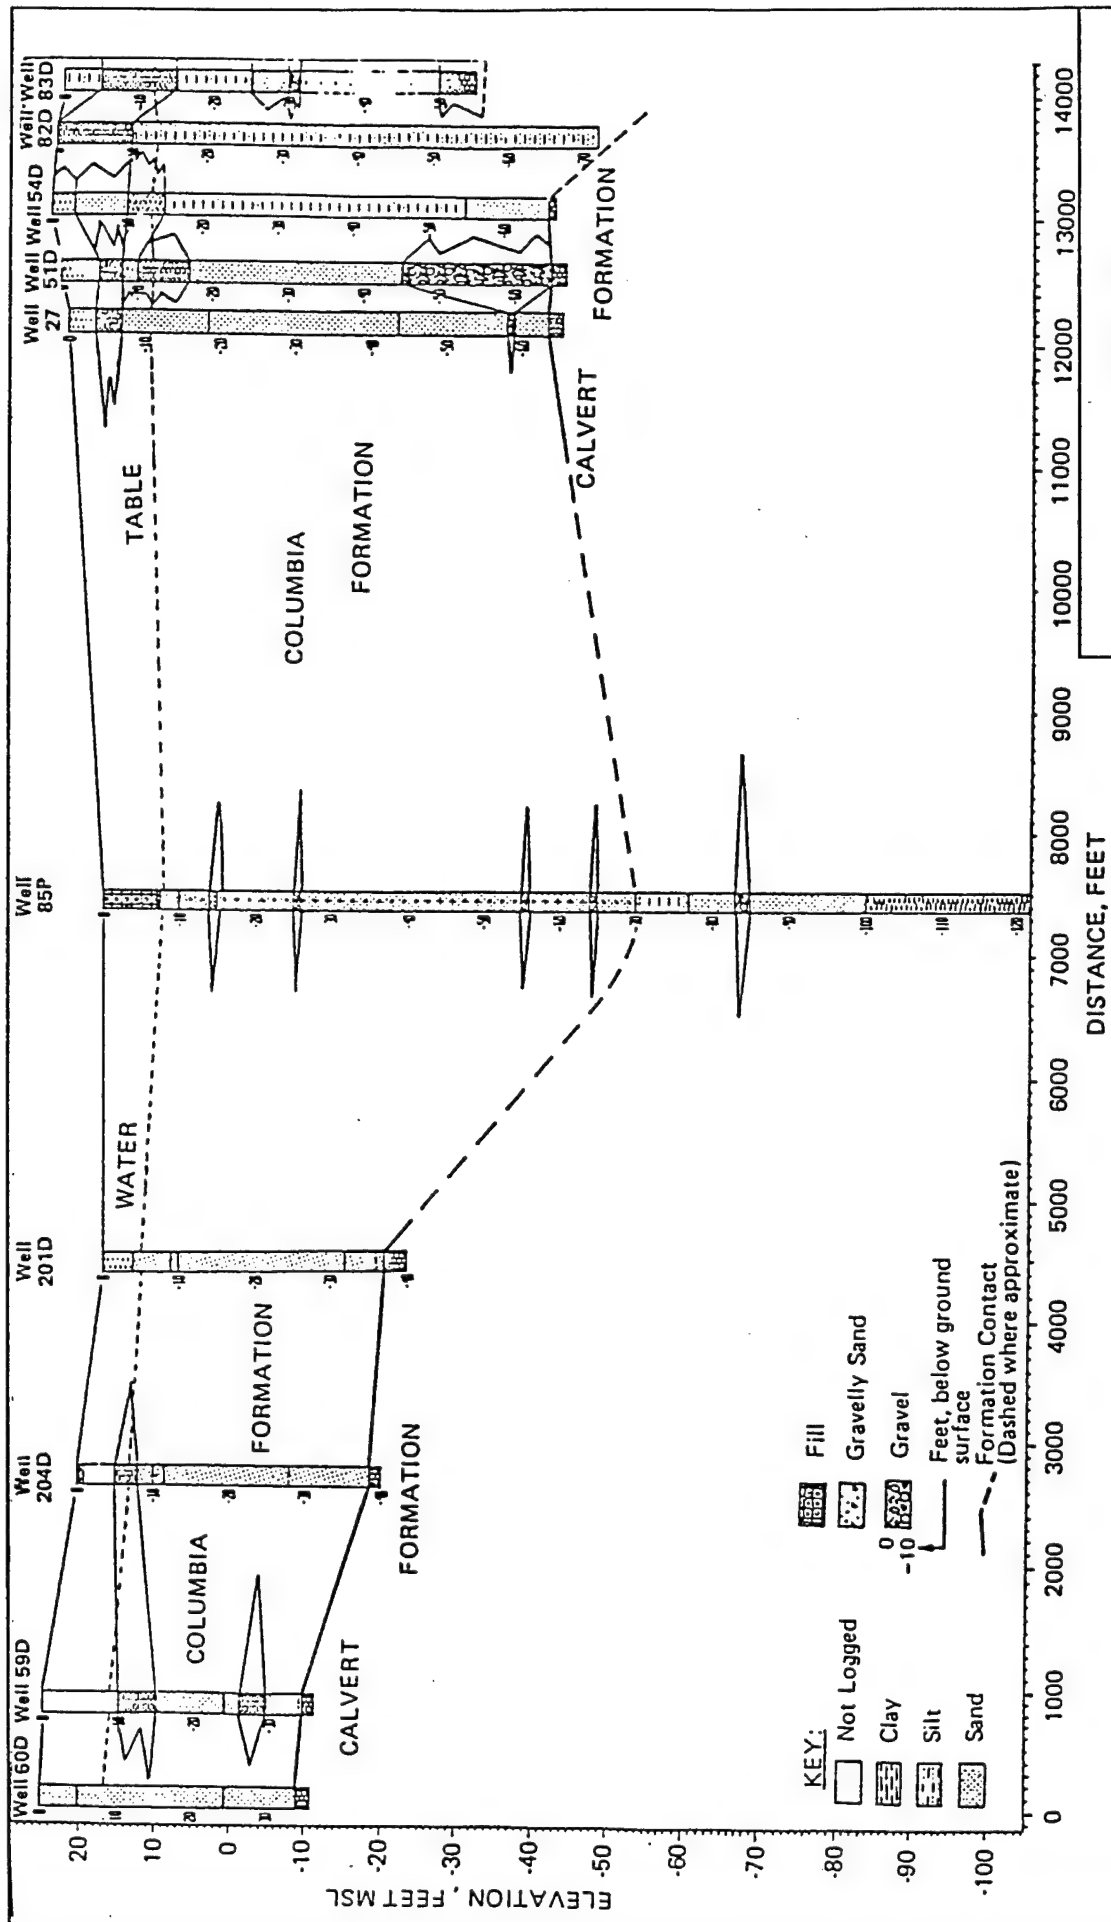 Well 60D
Well 59D
Well
204D
Well
201D
Well
85P
Well
27
Well
51D
Well 54D
Well
82D
Well
83D
20
10
0
-10
-20
-30
-40
-50
-60
-70
-80
-90
-100
ELEVATION, FEET MSL
WATER
TABLE
COLUMBIA
FORMATION
COLUMBIA
FORMATION
CALVERT
FORMATION
CALVERT
FORMATION
KEY:
Not Logged
Clay
Silt
Sand
Fill
Gravelly Sand
Gravel
0
-10
Feet, below ground
surface
Formation Contact
(Dashed where approximate)
0
1000
2000
3000
4000
5000
6000
7000
8000
9000
10000
11000
12000
13000
14000
DISTANCE, FEET